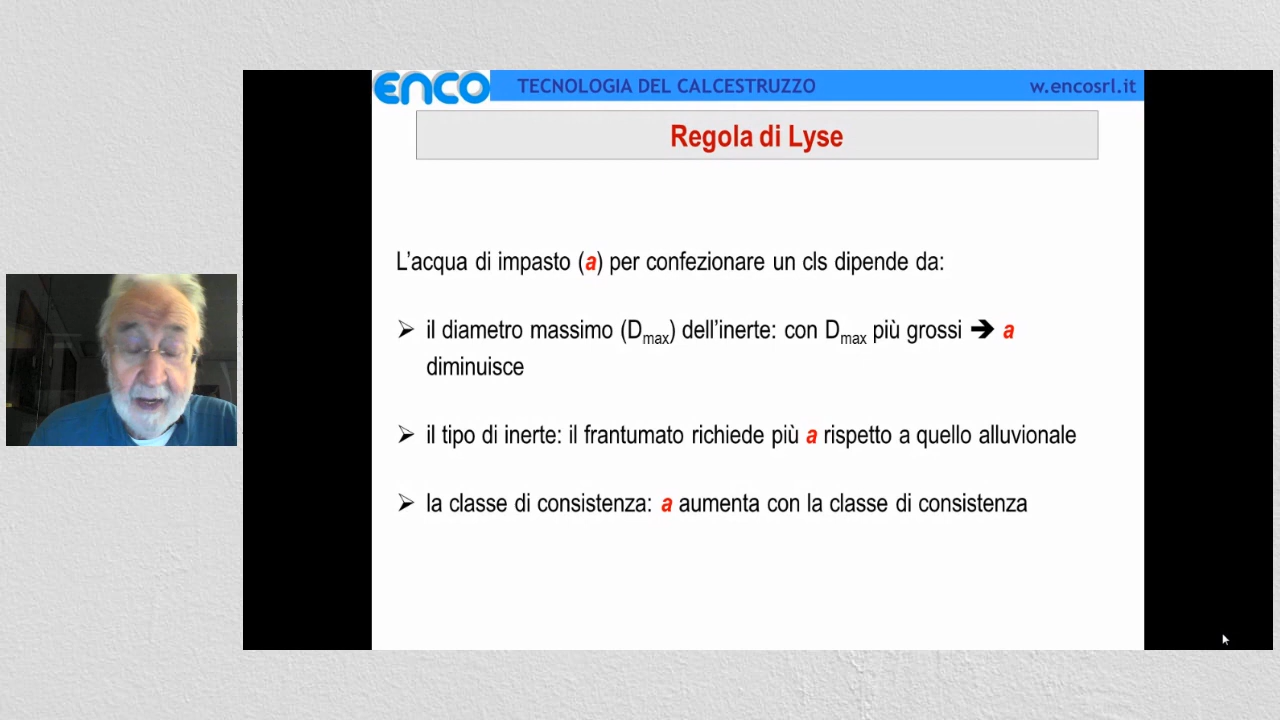 enco TECNOLOGIA DEL CALCESTRUZZO w.encosrl.it
Regola di Lyse
L'acqua di impasto (a) per confezionare un cls dipende da:
➢ il diametro massimo (Dmax) dell'inerte: con Dmax più grossi ➔ a
diminuisce
➢ il tipo di inerte: il frantumato richiede più a rispetto a quello alluvionale
➢ la classe di consistenza: a aumenta con la classe di consistenza